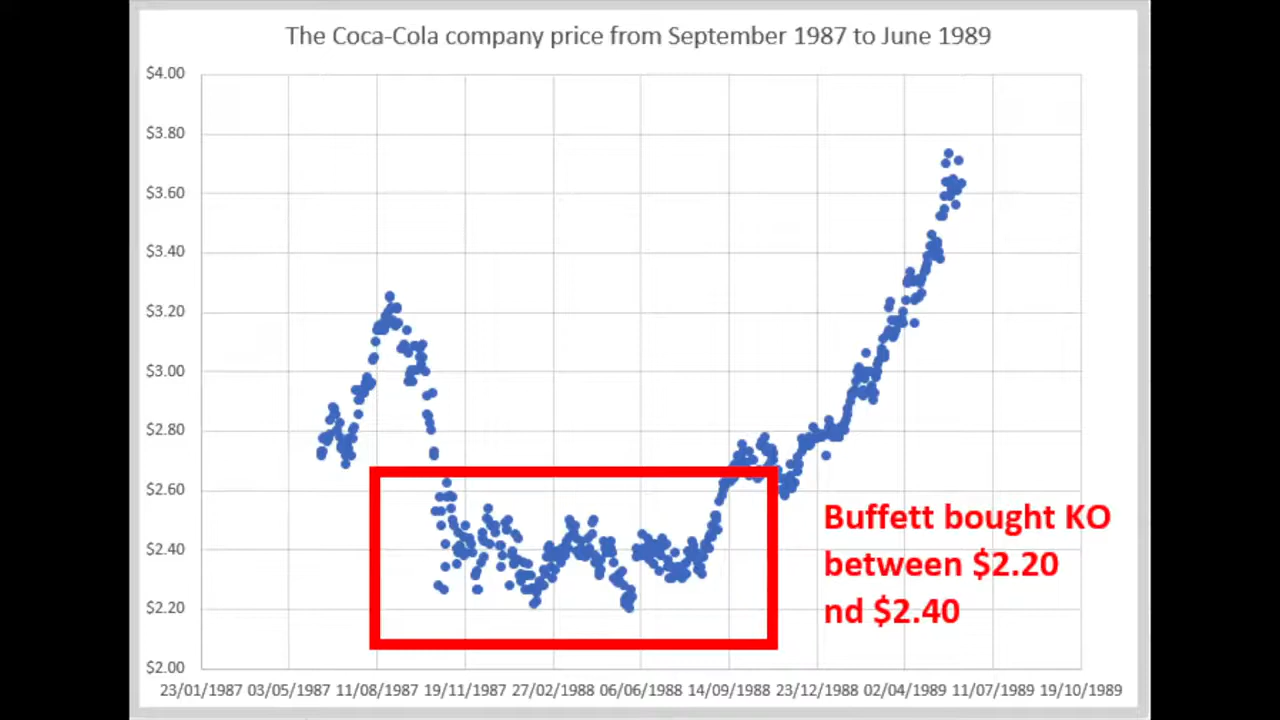 The Coca-Cola company price from September 1987 to June 1989
$4.00
$3.80
$3.60
$3.40
$3.20
$3.00
$2.80
$2.60
$2.40
$2.20
$2.00
Buffett bought KO
between $2.20
nd $2.40
23/01/1987 03/05/1987 11/08/1987 19/11/1987 27/02/1988 06/06/1988 14/09/1988 23/12/1988 02/04/1989 11/07/1989 19/10/1989